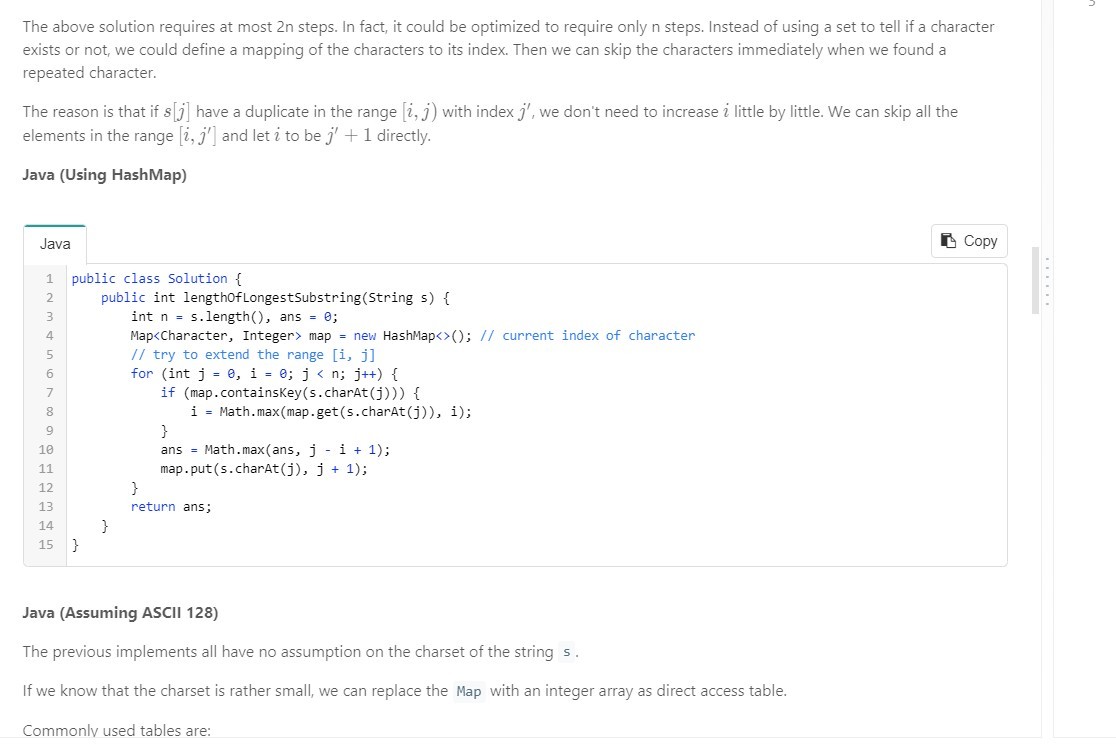 The above solution requires at most 2n steps. In fact, it could be optimized to require only n steps. Instead of using a set to tell if a character
exists or not, we could define a mapping of the characters to its index. Then we can skip the characters immediately when we found a
repeated character.
The reason is that if s[j] have a duplicate in the range [i, j) with index j′, we don't need to increase i little by little. We can skip all the
elements in the range [i, j′] and let i to be j′ + 1 directly.
Java (Using HashMap)
Java
Copy
1 public class Solution {
2     public int lengthOfLongestSubstring(String s) {
3         int n = s.length(), ans = 0;
4         Map<Character, Integer> map = new HashMap<>(); // current index of character
5         // try to extend the range [i, j]
6         for (int j = 0, i = 0; j < n; j++) {
7             if (map.containsKey(s.charAt(j))) {
8                 i = Math.max(map.get(s.charAt(j)), i);
9             }
10             ans = Math.max(ans, j - i + 1);
11             map.put(s.charAt(j), j + 1);
12         }
13         return ans;
14     }
15 }
Java (Assuming ASCII 128)
The previous implements all have no assumption on the charset of the string s.
If we know that the charset is rather small, we can replace the Map with an integer array as direct access table.
Commonly used tables are: